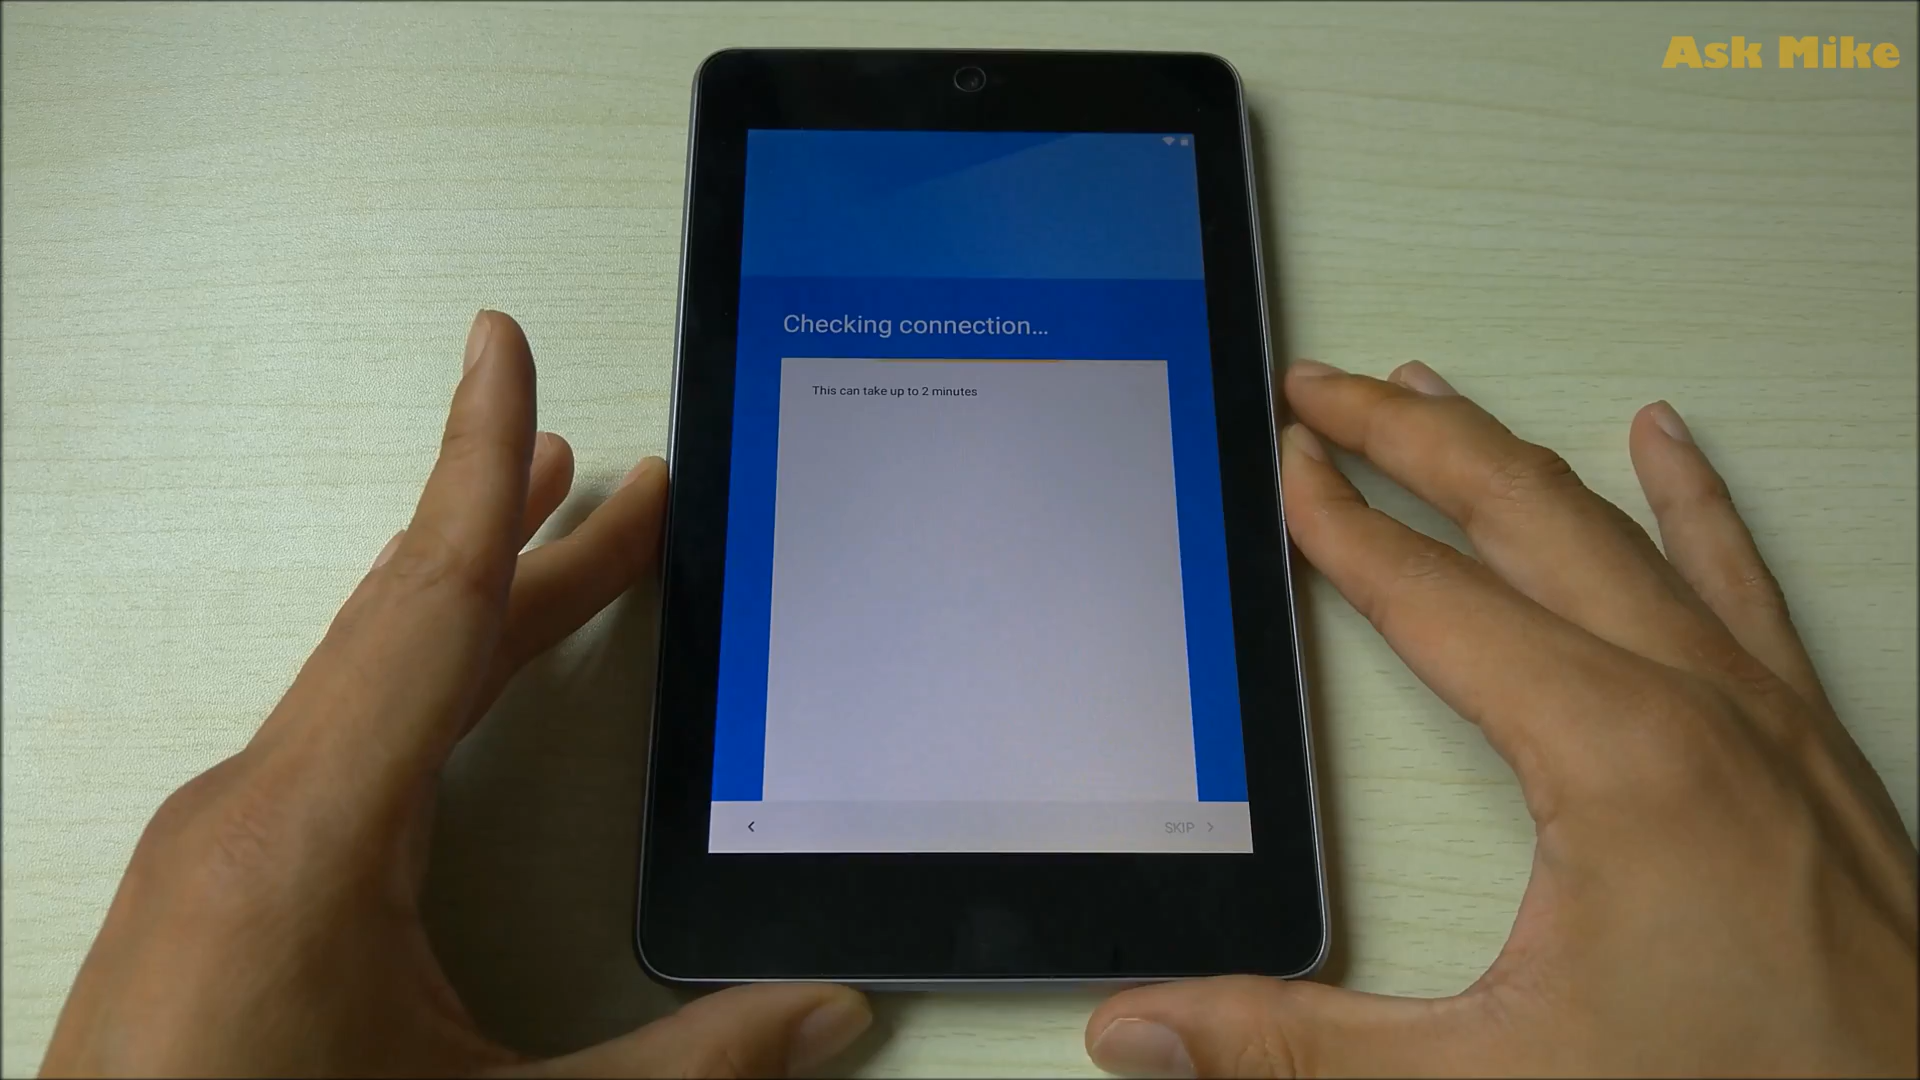 Ask Mike
Checking connection...
This can take up to 2 minutes
SKIP